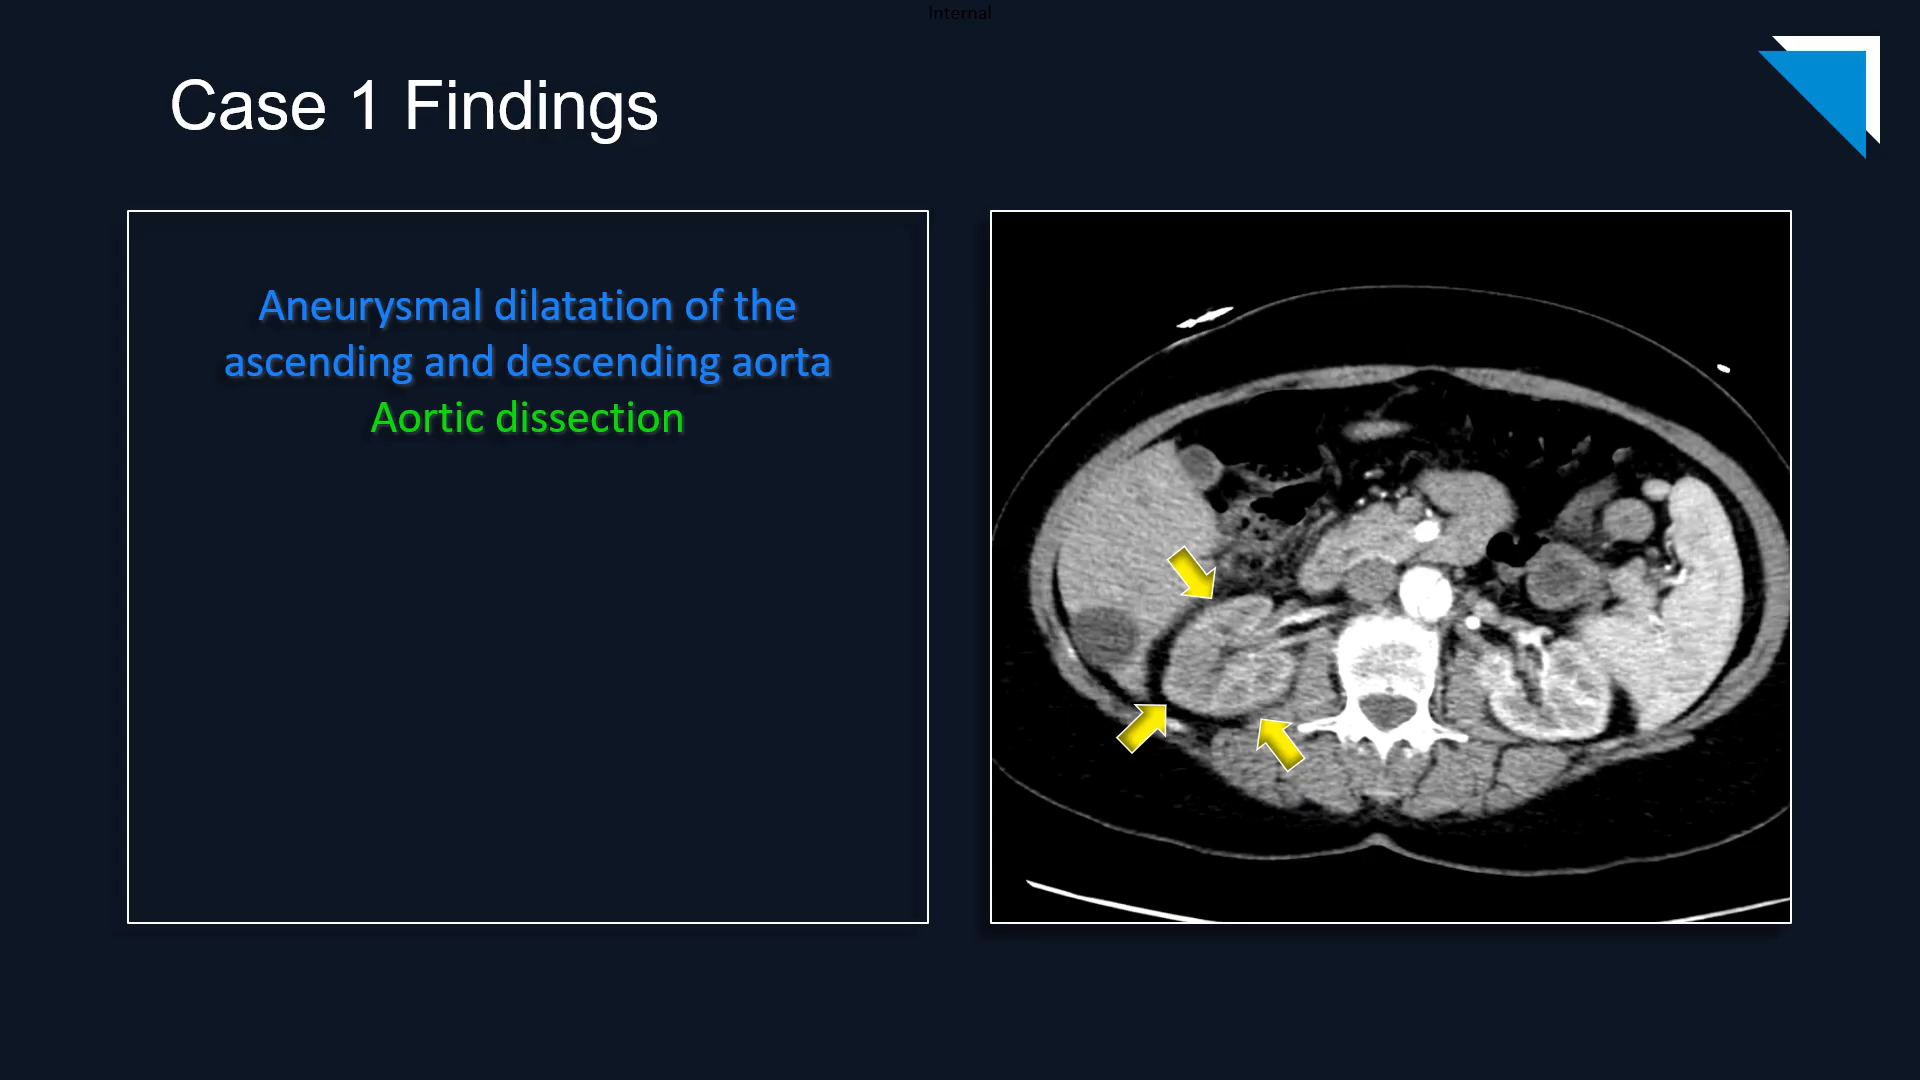 Internal
Case 1 Findings
Aneurysmal dilatation of the
ascending and descending aorta
Aortic dissection